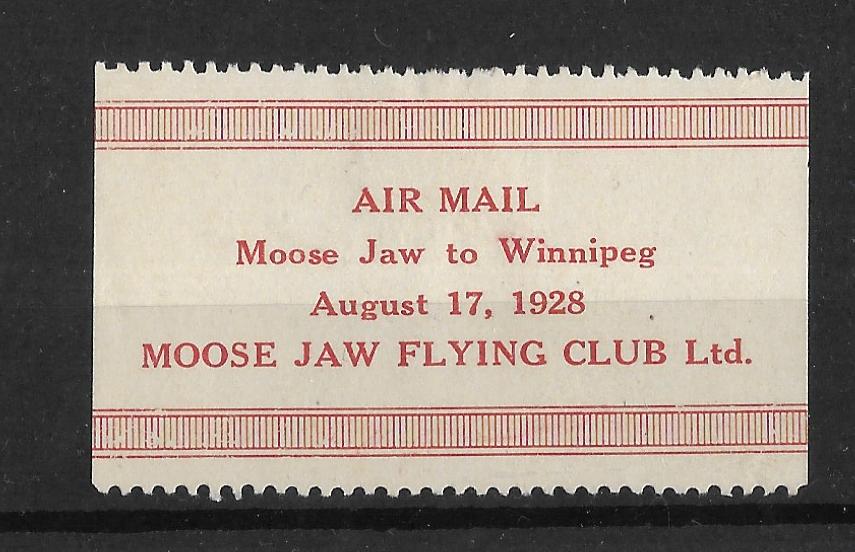 AIR MAIL
Moose Jaw to Winnipeg
August 17, 1928
MOOSE JAW FLYING CLUB Ltd.